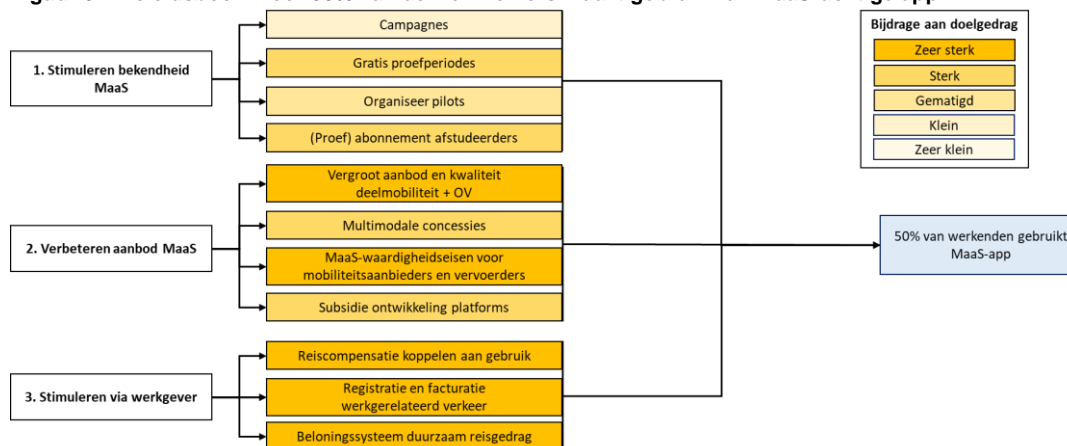 Campagnes
Bijdrage aan doelgedrag
Zeer sterk
Sterk
Gematigd
Klein
Zeer klein
1. Stimuleren bekendheid
MaaS
Gratis proefperiodes
Organiseer pilots
(Proef) abonnement afstudeerders
2. Verbeteren aanbod MaaS
Vergroot aanbod en kwaliteit
deelmobiliteit + OV
Multimodale concessies
MaaS-waardigheidseisen voor
mobiliteitsaanbieders en vervoerders
Subsidie ontwikkeling platforms
50% van werkenden gebruikt
MaaS-app
3. Stimuleren via werkgever
Reiscompensatie koppelen aan gebruik
Registratie en facturatie
werkgerelateerd verkeer
Beloningssysteem duurzaam reisgedrag